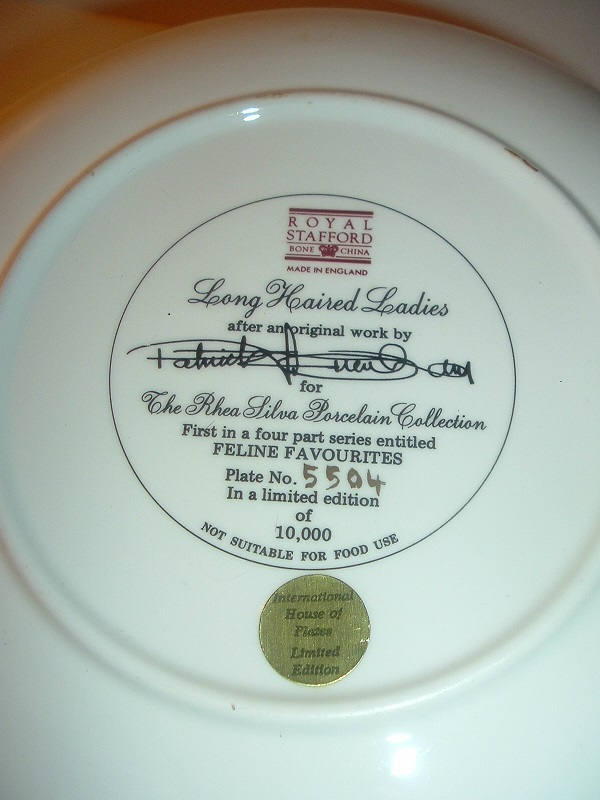 ROYAL
STAFFORD
BONE CHINA
MADE IN ENGLAND
Long Haired Ladies
after an original work by
Patrick
for
The Rhea Silva Porcelain Collection
First in a four part series entitled
FELINE FAVOURITES
Plate No. 5504
In a limited edition
of
10,000
NOT SUITABLE FOR FOOD USE
International
House of
Plates
Limited
Edition